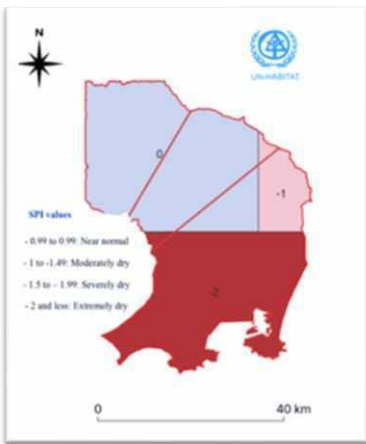 N
UN-HABITAT
0
-1
SPI values
- 0.99 to 0.99: Near normal
- 1 to -1.49: Moderately dry
- 1.5 to – 1.99: Severely dry
- 2 and less: Extremely dry
-2
0 40 km